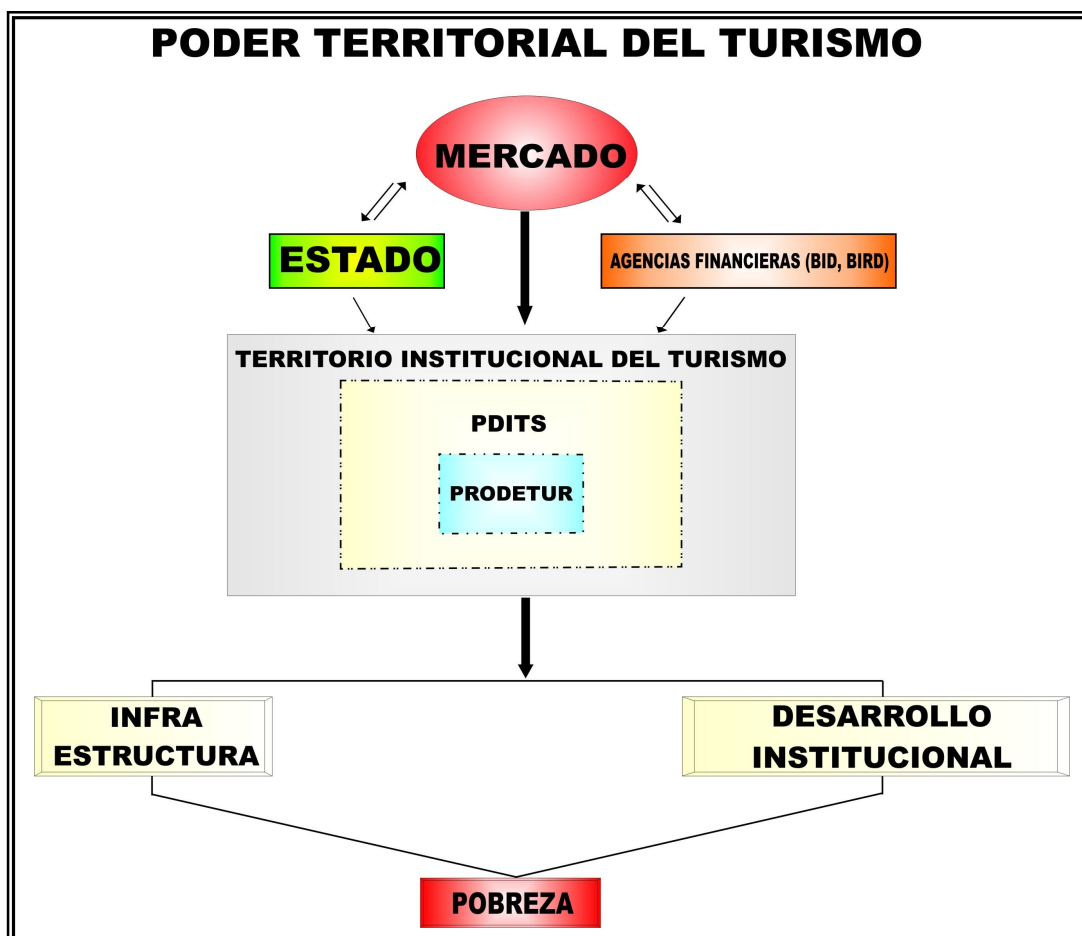 PODER TERRITORIAL DEL TURISMO
MERCADO
ESTADO
AGENCIAS FINANCIERAS (BID, BIRD)
TERRITORIO INSTITUCIONAL DEL TURISMO
PDITS
PRODETUR
INFRA
ESTRUCTURA
DESARROLLO
INSTITUCIONAL
POBREZA